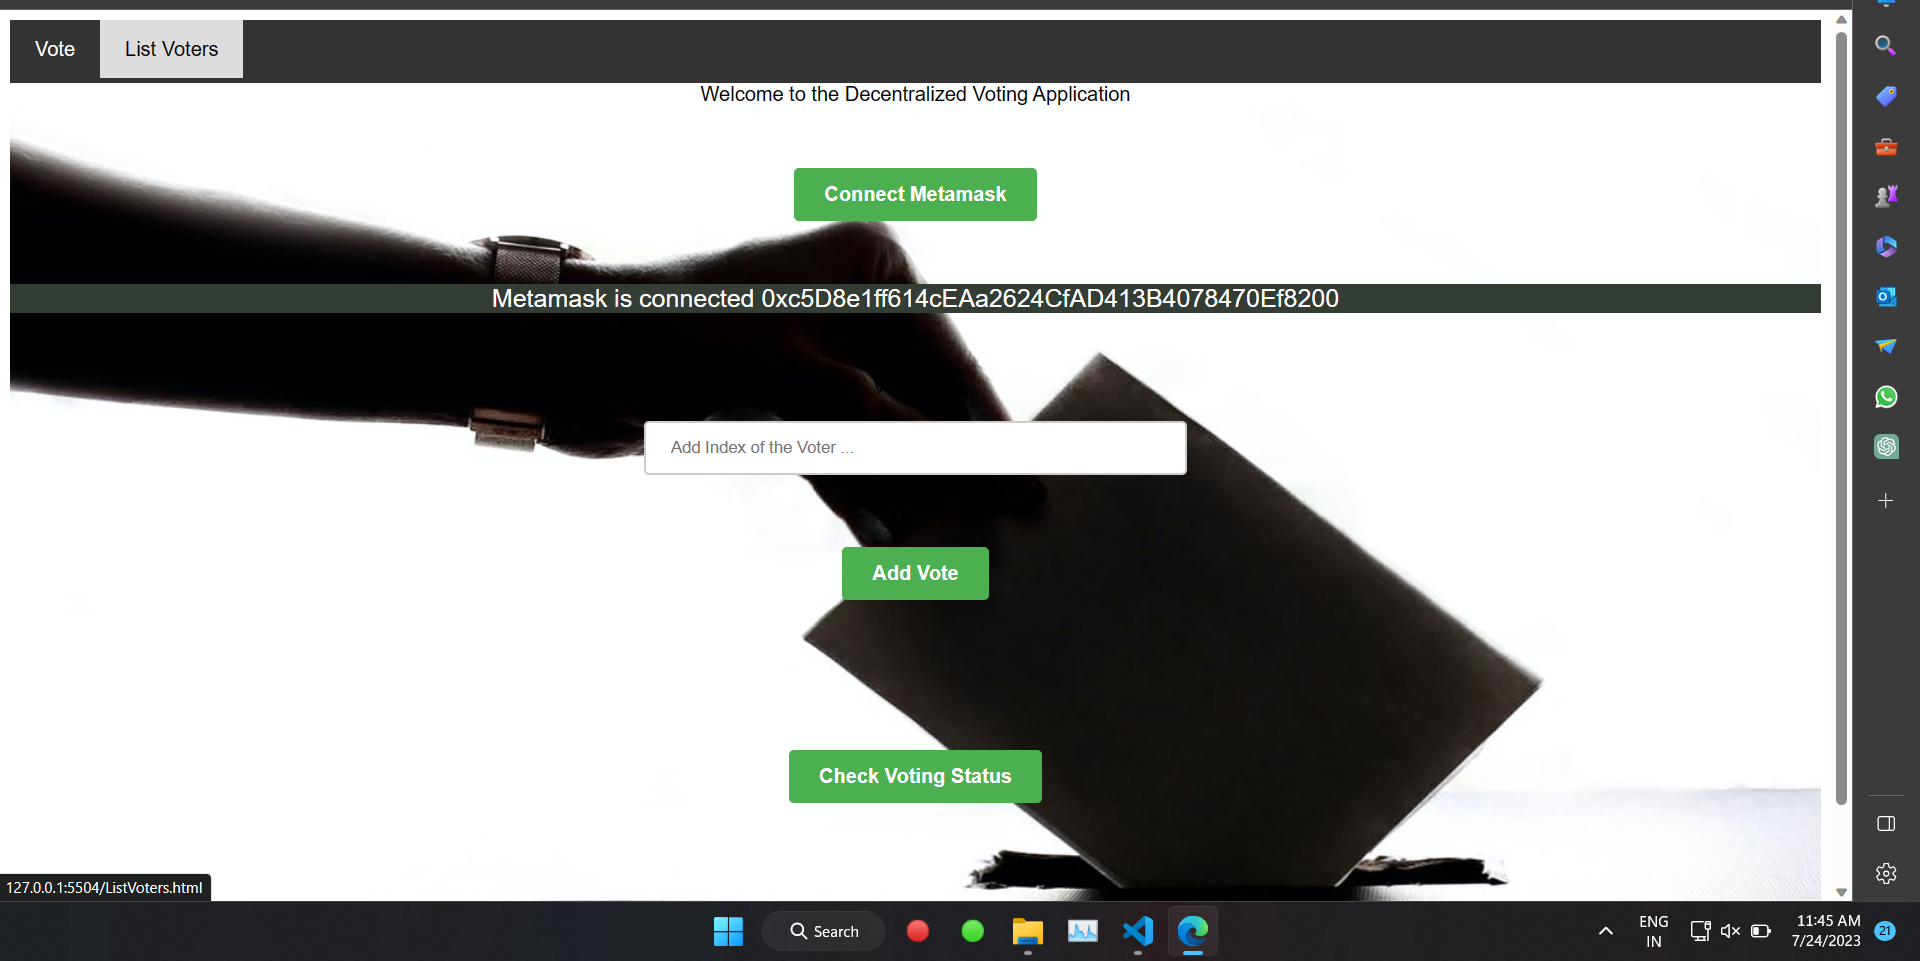 Vote
List Voters
Welcome to the Decentralized Voting Application
Connect Metamask
Metamask is connected 0xc5D8e1ff614cEAa2624CfAD413B4078470Ef8200
Add Index of the Voter ...
Add Vote
Check Voting Status
127.0.0.1:5504/ListVoters.html
Search
ENG
IN
11:45 AM
7/24/2023
21